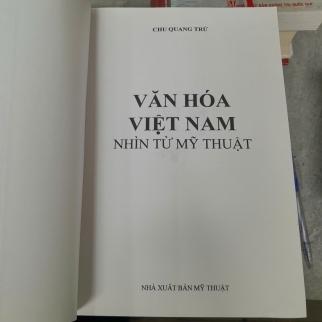 CHU QUANG TRỨ
VĂN HÓA
VIỆT NAM
NHÌN TỪ MỸ THUẬT
NHÀ XUẤT BẢN MỸ THUẬT